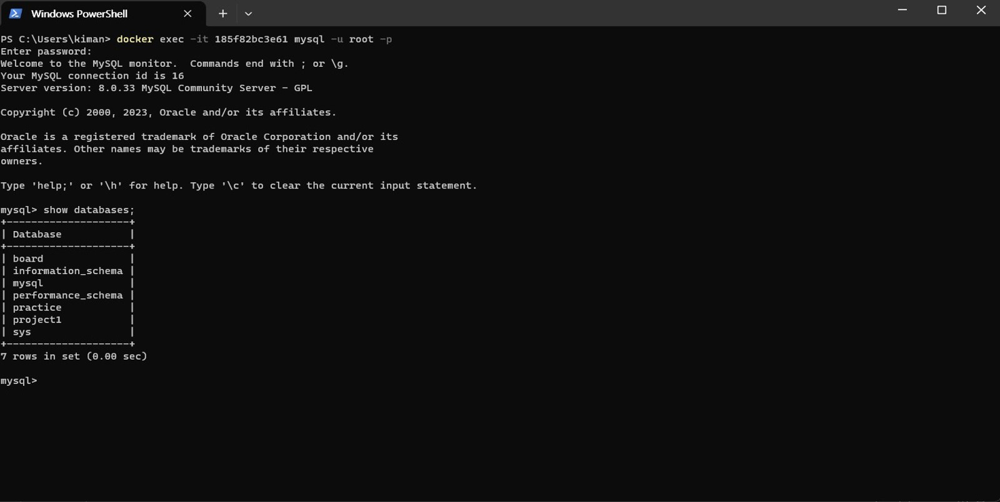 Windows PowerShell
PS C:\Users\kiman> docker exec -it 185f82bc3e61 mysql -u root -p
Enter password:
Welcome to the MySQL monitor.  Commands end with ; or \g.
Your MySQL connection id is 16
Server version: 8.0.33 MySQL Community Server - GPL

Copyright (c) 2000, 2023, Oracle and/or its affiliates.

Oracle is a registered trademark of Oracle Corporation and/or its
affiliates. Other names may be trademarks of their respective
owners.

Type 'help;' or '\h' for help. Type '\c' to clear the current input statement.

mysql> show databases;
+--------------------+
| Database           |
+--------------------+
| board              |
| information_schema |
| mysql              |
| performance_schema |
| practice           |
| project1           |
| sys                |
+--------------------+
7 rows in set (0.00 sec)

mysql>